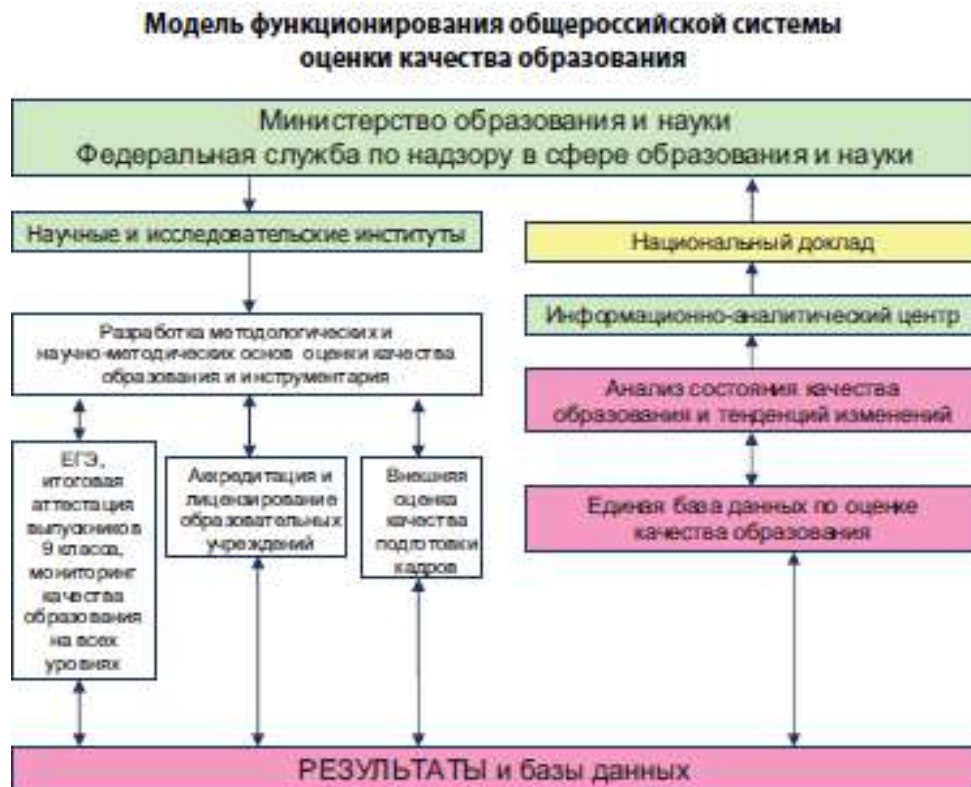 Модель функционирования общероссийской системы
оценки качества образования
Министерство образования и науки
Федеральная служба по надзору в сфере образования и науки
Научные и исследовательские институты
Национальный доклад
Информационно-аналитический центр
Разработка методологических и
научно-методических основ оценки качества
образования и инструментария
Анализ состояния качества
образования и тенденций изменений
ЕГЭ,
итоговая
аттестация
выпускников
9 класса,
мониторинг
качества
образования
на всех
уровнях
Аккредитация и
лицензирование
образовательных
учреждений
Внешняя
оценка
качества
подготовки
кадров
Единая база данных по оценке
качества образования
РЕЗУЛЬТАТЫ и базы данных